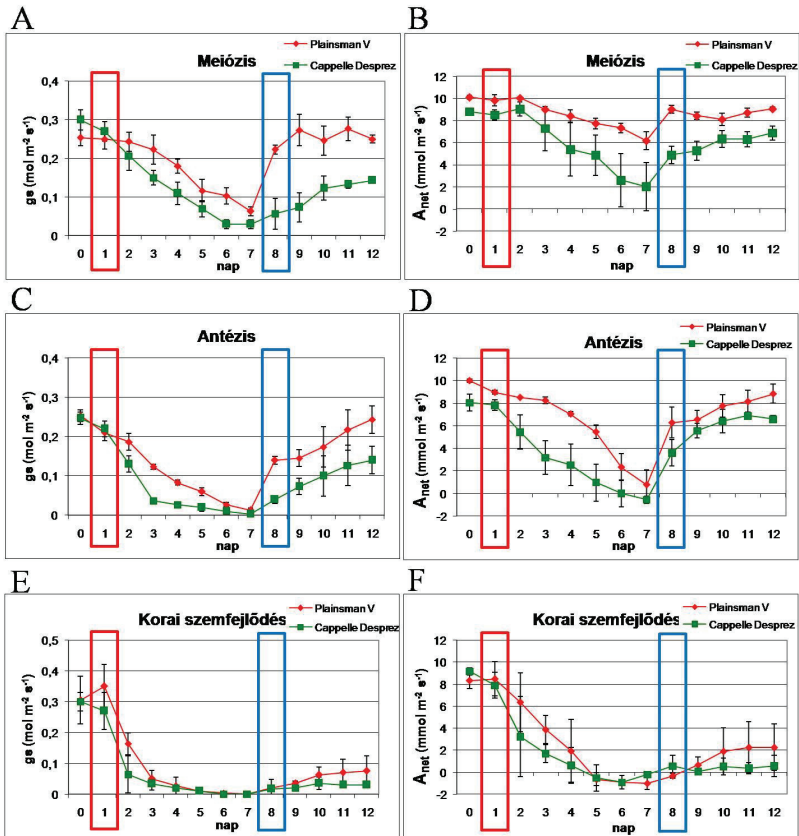 A
Meiózis
Plainsman V
Cappelle Desprez
gs (mol m⁻² s⁻¹)
0,4
0,3
0,2
0,1
0
0 1 2 3 4 5 6 7 8 9 10 11 12
nap
B
Meiózis
Plainsman V
Cappelle Desprez
A net (mmol m⁻² s⁻¹)
12
10
8
6
4
2
0
-2
0 1 2 3 4 5 6 7 8 9 10 11 12
nap
C
Antézis
gs (mol m⁻² s⁻¹)
0,4
0,3
0,2
0,1
0
0 1 2 3 4 5 6 7 8 9 10 11 12
nap
D
Antézis
Plainsman V
Cappelle Desprez
A net (mmol m⁻² s⁻¹)
12
10
8
6
4
2
0
-2
0 1 2 3 4 5 6 7 8 9 10 11 12
nap
E
Korai szemfejlődés
Plainsman V
Cappelle Desprez
gs (mol m⁻² s⁻¹)
0,5
0,4
0,3
0,2
0,1
0
0 1 2 3 4 5 6 7 8 9 10 11 12
nap
F
Korai szemfejlődés
Plainsman V
Cappelle Desprez
A net (mmol m⁻² s⁻¹)
12
10
8
6
4
2
0
-2
0 1 2 3 4 5 6 7 8 9 10 11 12
nap